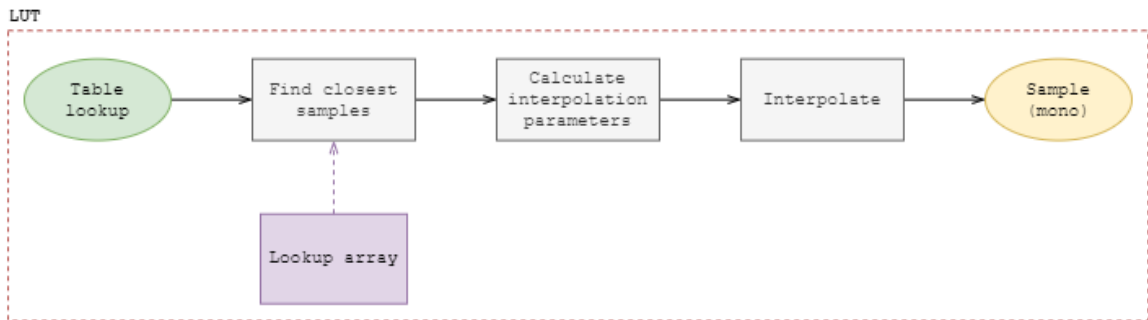 LUT
Table
lookup
Find closest
samples
Calculate
interpolation
parameters
Interpolate
Sample
(mono)
Lookup array